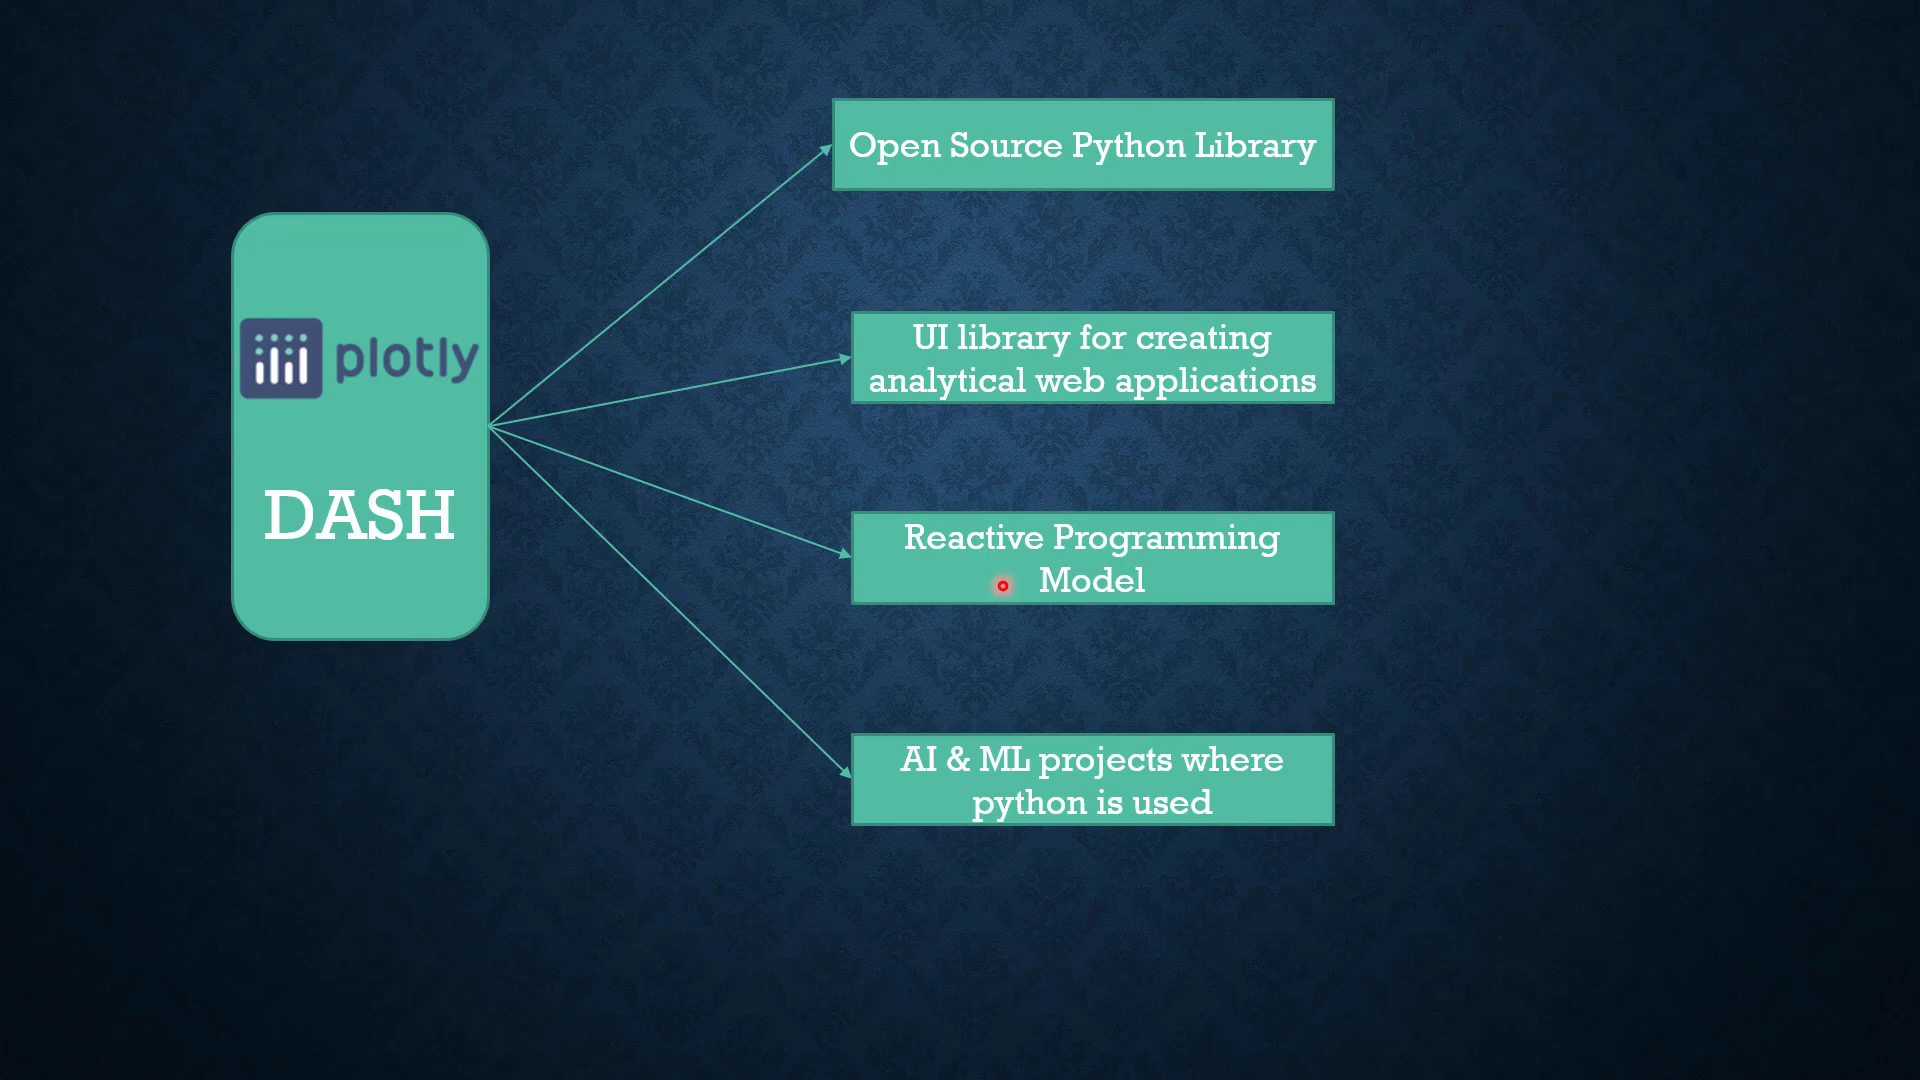 Open Source Python Library
plotly
DASH
UI library for creating
analytical web applications
Reactive Programming
Model
AI & ML projects where
python is used